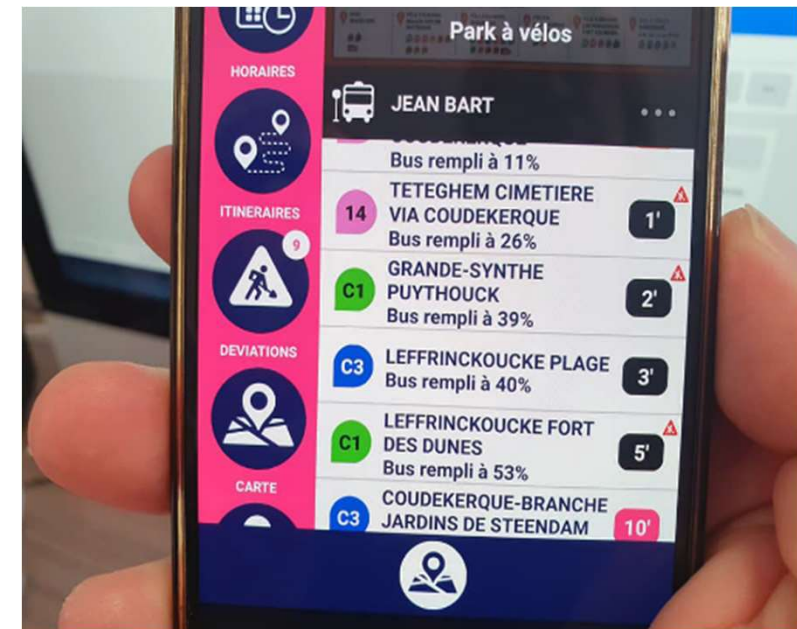 Park à vélos
HORAIRES
JEAN BART
Bus rempli à 11%
ITINERAIRES
14
TETEGHEM CIMETIERE
VIA COUDEKERQUE
Bus rempli à 26%
1'
9
C1
GRANDE-SYNTHE
PUYTHOUCK
Bus rempli à 39%
2'
DEVIATIONS
C3
LEFFRINCKOUCKE PLAGE
Bus rempli à 40%
3'
C1
LEFFRINCKOUCKE FORT
DES DUNES
Bus rempli à 53%
5'
CARTE
C3
COUDEKERQUE-BRANCHE
JARDINS DE STEENDAM
10'